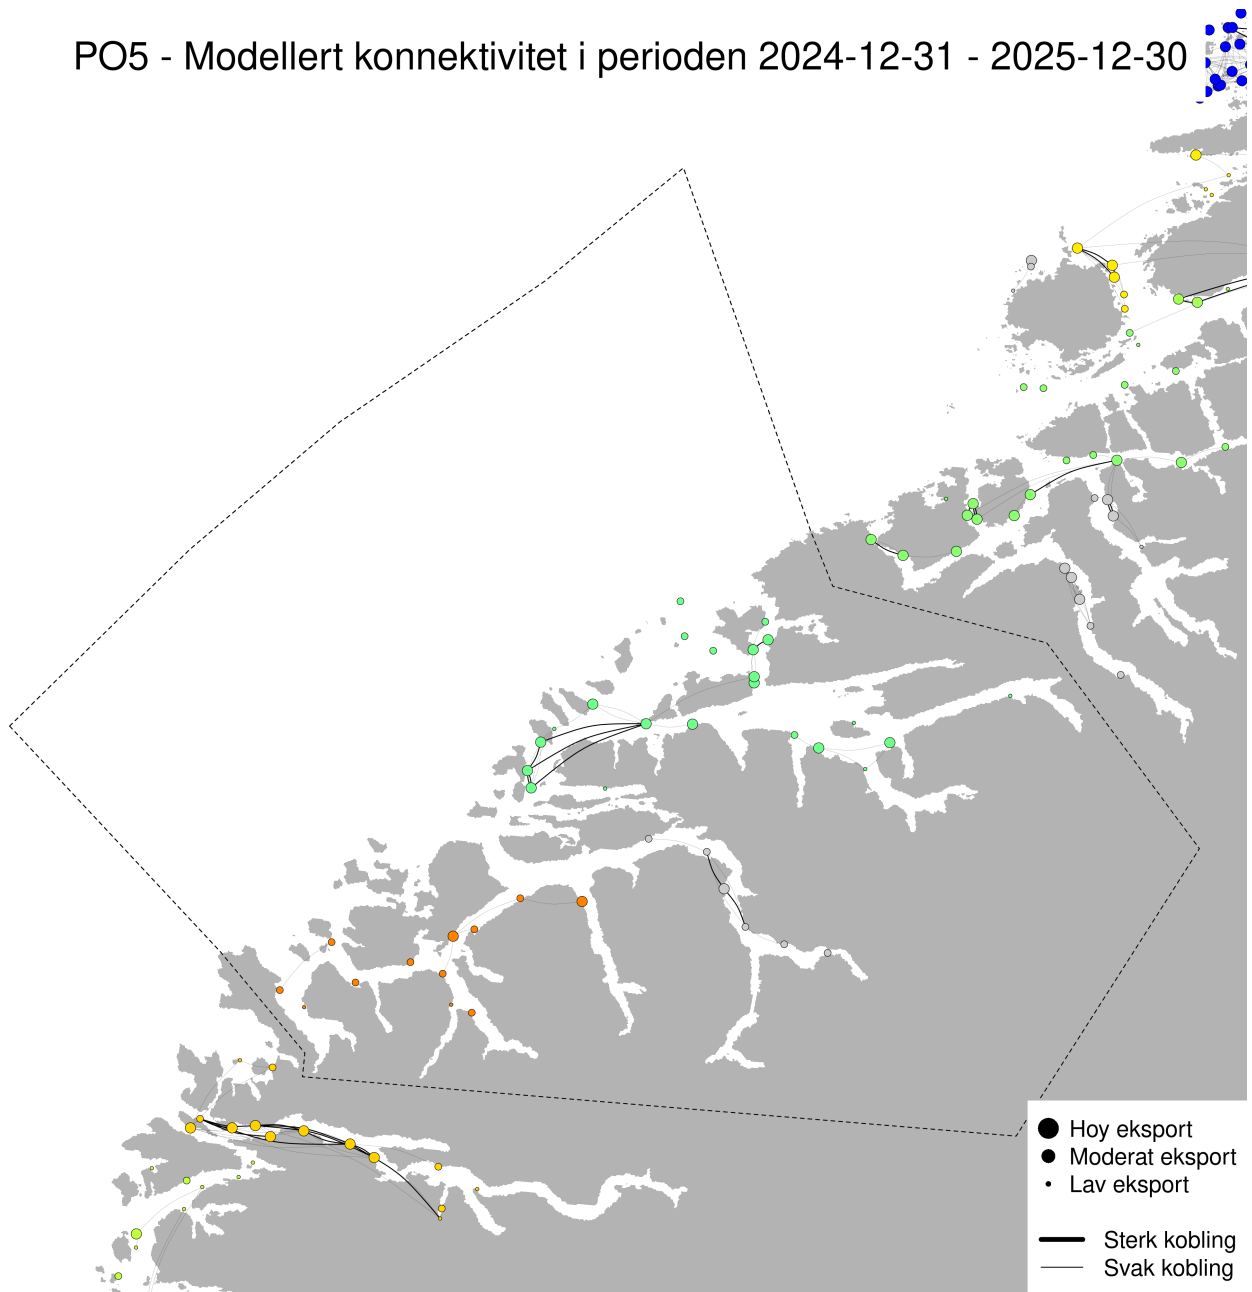 PO5 - Modellert konnektivitet i perioden 2024-12-31 - 2025-12-30
Hoy eksport
Moderat eksport
Lav eksport
Sterk kobling
Svak kobling